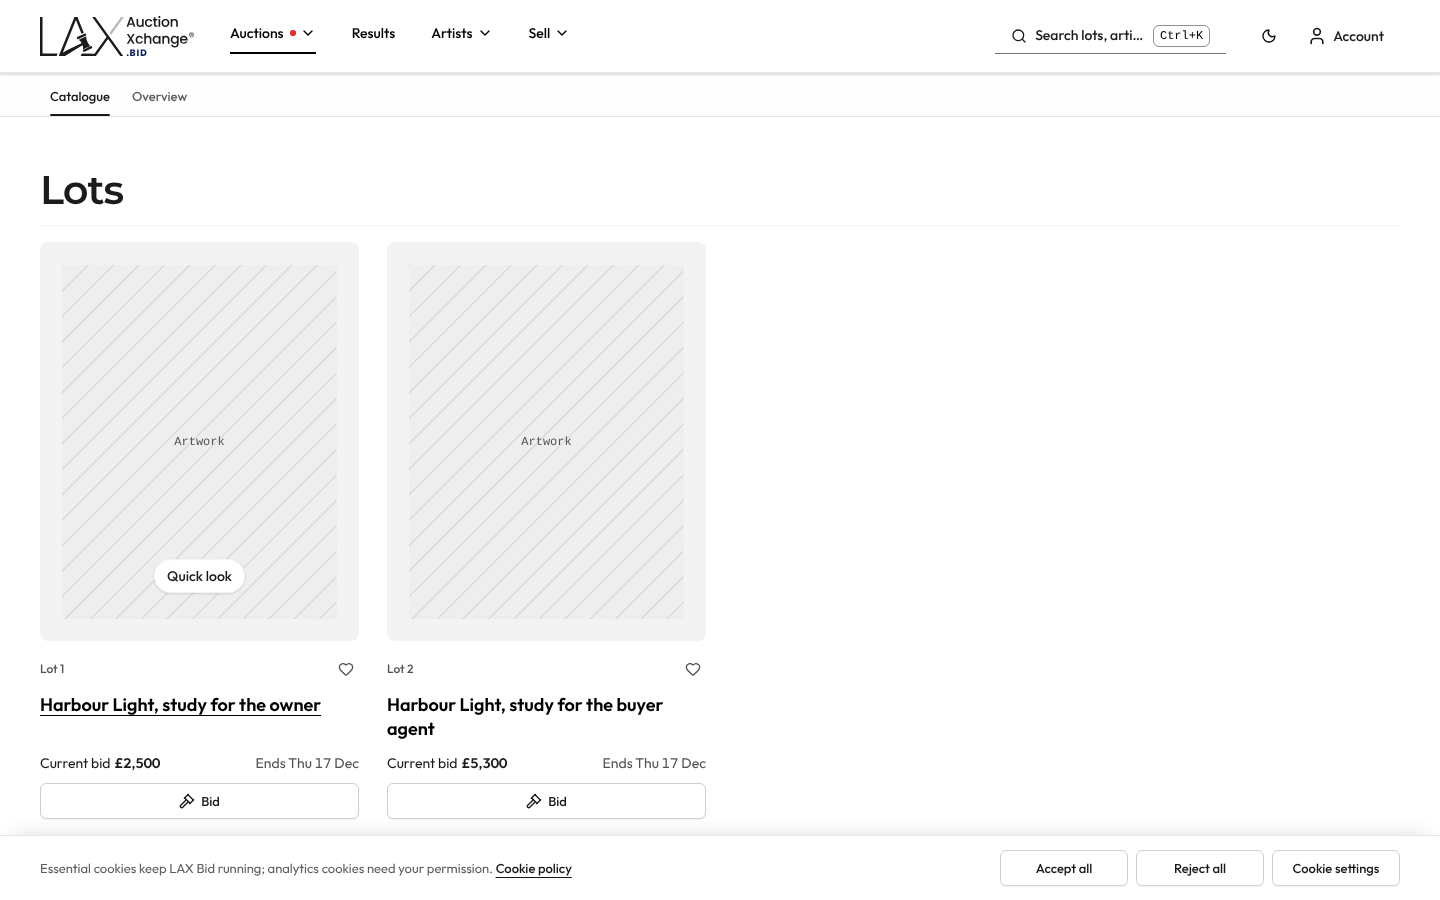 LAX Auction
Xchange®
.BID
Auctions
Results
Artists
Sell
Search lots, arti... Ctrl+K
Account
Catalogue
Overview
Lots
Artwork
Quick look
Artwork
Lot 1
Harbour Light, study for the owner
Current bid £2,500
Ends Thu 17 Dec
Bid
Lot 2
Harbour Light, study for the buyer
agent
Current bid £5,300
Ends Thu 17 Dec
Bid
Essential cookies keep LAX Bid running; analytics cookies need your permission. Cookie policy
Accept all
Reject all
Cookie settings